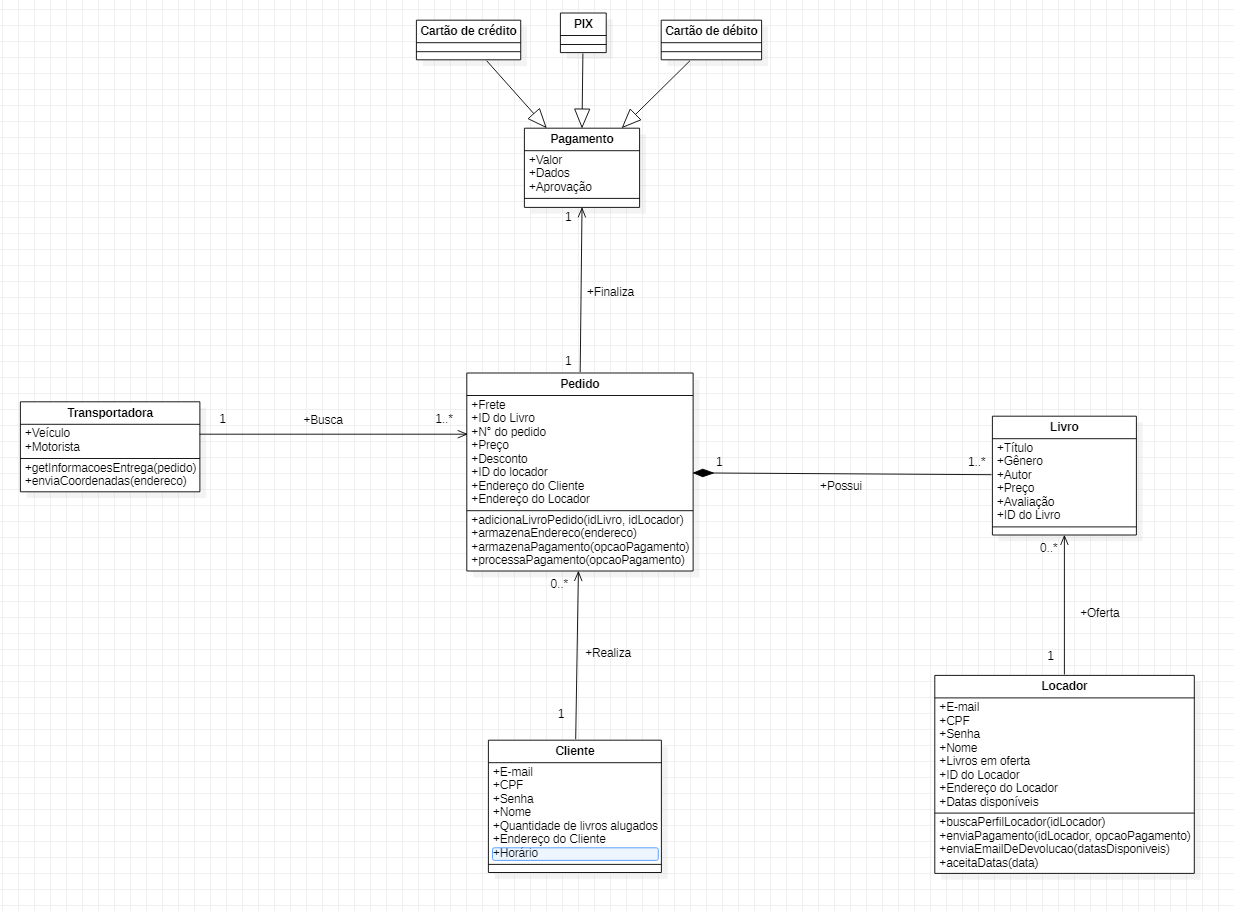 Cartão de crédito
PIX
Cartão de débito
Pagamento
+Valor
+Dados
+Aprovação
1
+Finaliza
1
Transportadora
+Veículo
+Motorista
+getInformacoesEntrega(pedido)
+enviaCoordenadas(endereco)
1
+Busca
1..*
Pedido
+Frete
+ID do Livro
+N° do pedido
+Preço
+Desconto
+ID do locador
+Endereço do Cliente
+Endereço do Locador
+adicionaLivroPedido(idLivro, idLocador)
+armazenaEndereco(endereco)
+armazenaPagamento(opcaoPagamento)
+processaPagamento(opcaoPagamento)
1
+Possui
1..*
Livro
+Título
+Gênero
+Autor
+Preço
+Avaliação
+ID do Livro
0..*
+Oferta
1
0..*
+Realiza
1
Cliente
+E-mail
+CPF
+Senha
+Nome
+Quantidade de livros alugados
+Endereço do Cliente
+Horário
Locador
+E-mail
+CPF
+Senha
+Nome
+Livros em oferta
+ID do Locador
+Endereço do Locador
+Datas disponíveis
+buscaPerfilLocador(idLocador)
+enviaPagamento(idLocador, opcaoPagamento)
+enviaEmailDeDevolucao(datasDisponiveis)
+aceitaDatas(data)